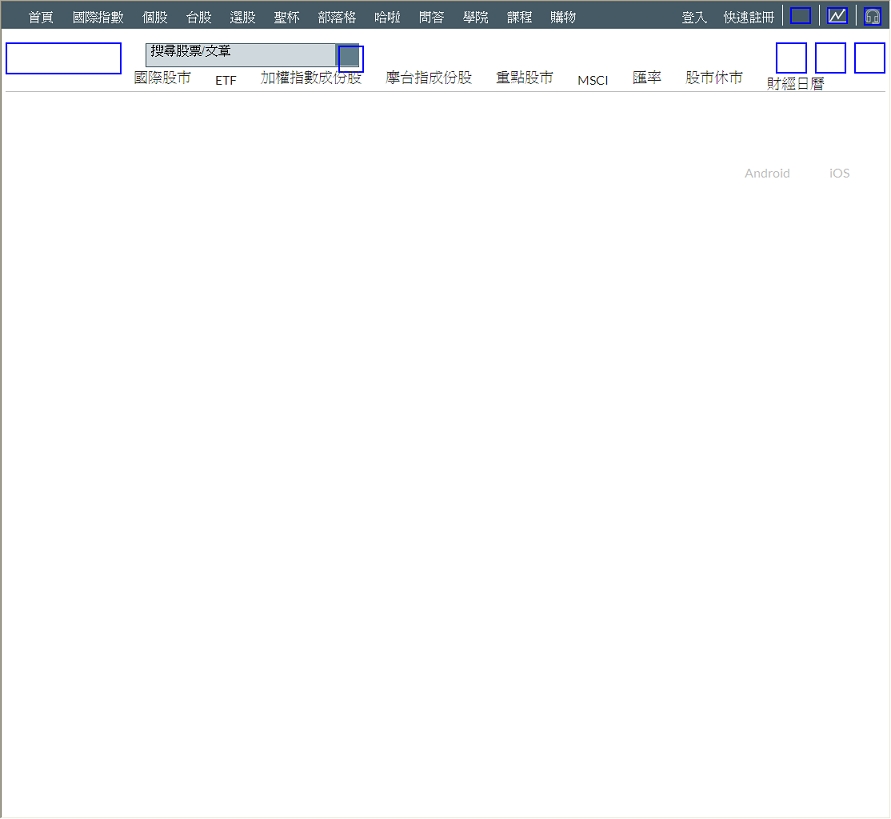 首頁 國際指數 個股 台股 選股 聖杯 部落格 哈啦 問答 學院 課程 購物 登入 快速註冊
搜尋股票/文章
國際股市 ETF 加權指數成份股 摩台指成份股 重點股市 MSCI 匯率 股市休市 財經日曆
Android iOS